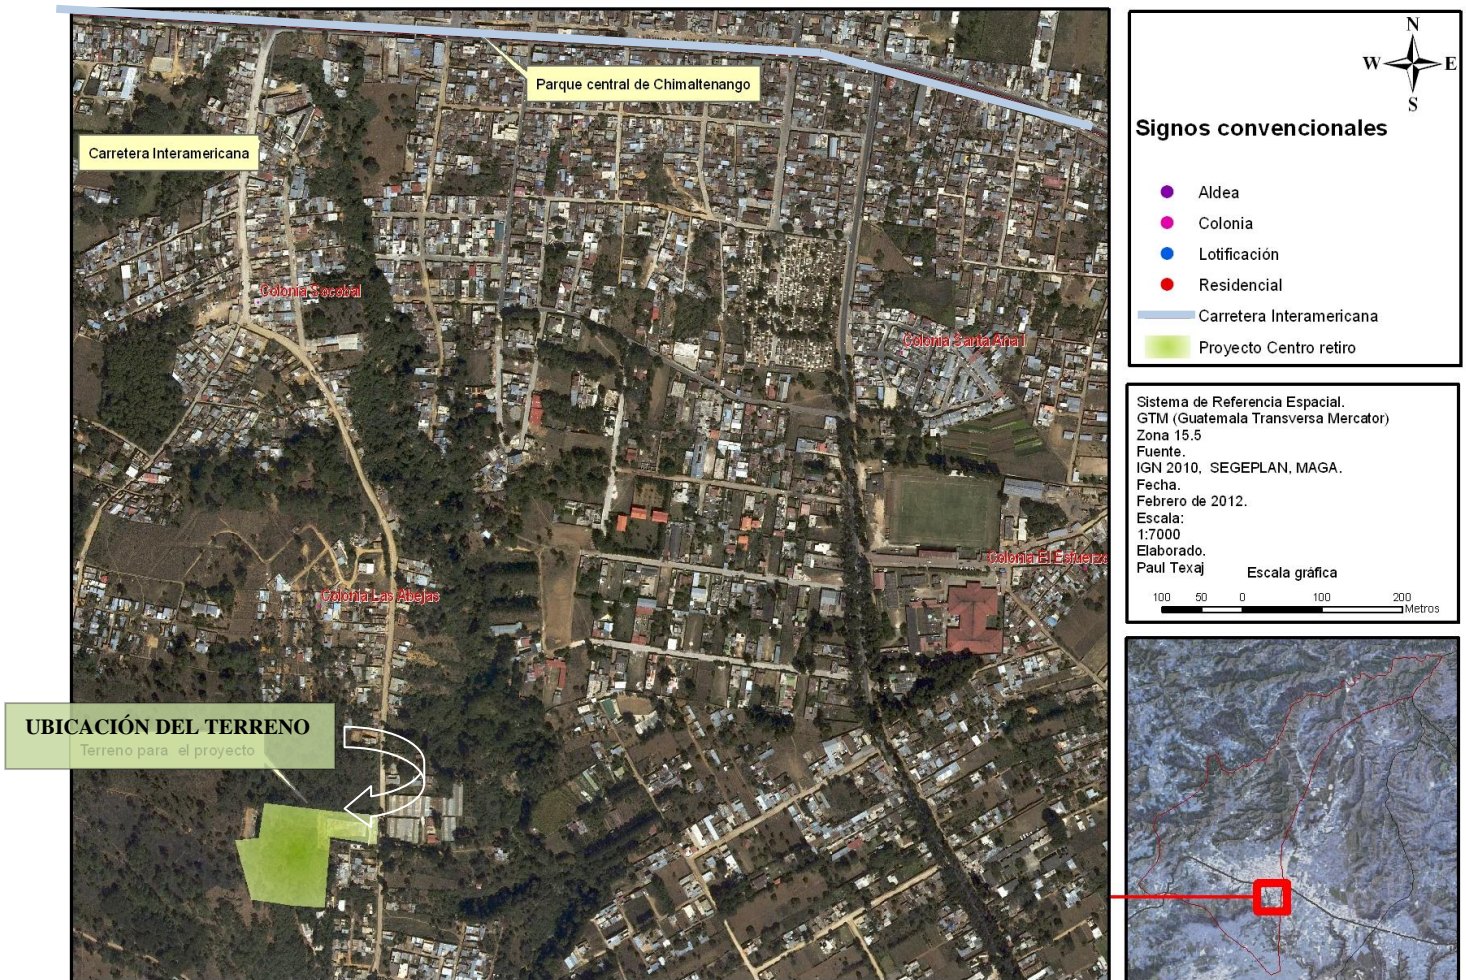 Parque central de Chimaltenango
Carretera Interamericana
Colonia Socobal
Colonia Santa Ana I
Colonia El Esfuerzo
Colonia Las Abejas
UBICACIÓN DEL TERRENO
Terreno para el proyecto
N
W E
S
Signos convencionales
Aldea
Colonia
Lotificación
Residencial
Carretera Interamericana
Proyecto Centro retiro
Sistema de Referencia Espacial.
GTM (Guatemala Transversa Mercator)
Zona 15.5
Fuente.
IGN 2010, SEGEPLAN, MAGA.
Fecha.
Febrero de 2012.
Escala:
1:7000
Elaborado.
Paul Texaj
Escala gráfica
100 50 0 100 200
Metros